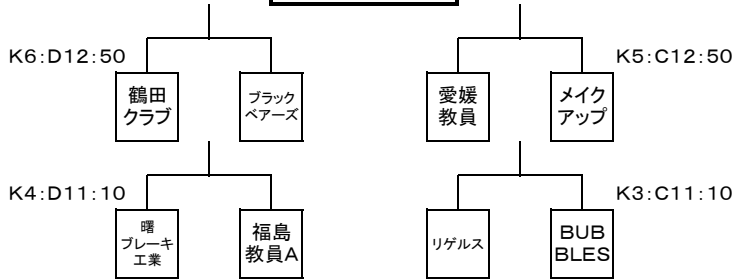 K6:D12:50
K5:C12:50
鶴田
クラブ
ブラック
ベアーズ
愛媛
教員
メイク
アップ
K4:D11:10
K3:C11:10
曙
ブレーキ
工業
福島
教員A
リゲルス
BUB
BLES